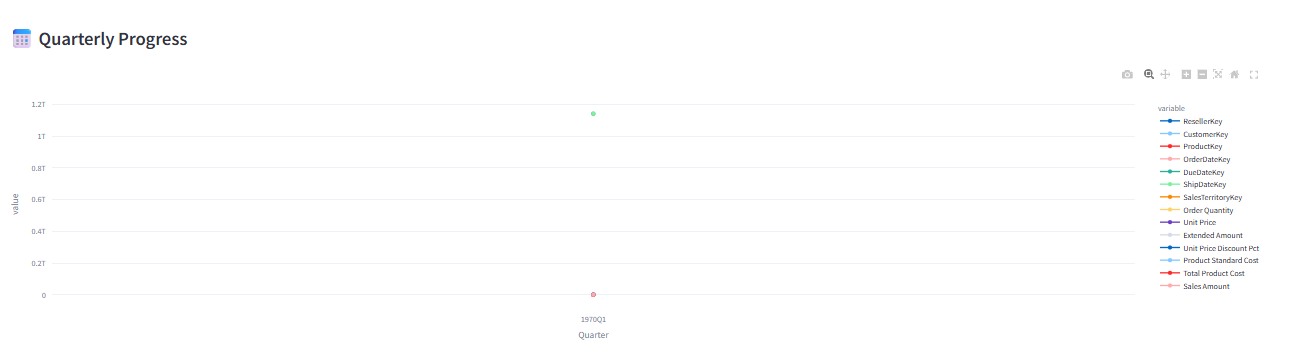 Quarterly Progress
1.2T
1T
0.8T
0.6T
0.4T
0.2T
0
value
1970Q1
Quarter
variable
ResellerKey
CustomerKey
ProductKey
OrderDateKey
DueDateKey
ShipDateKey
SalesTerritoryKey
Order Quantity
Unit Price
Extended Amount
Unit Price Discount Pct
Product Standard Cost
Total Product Cost
Sales Amount